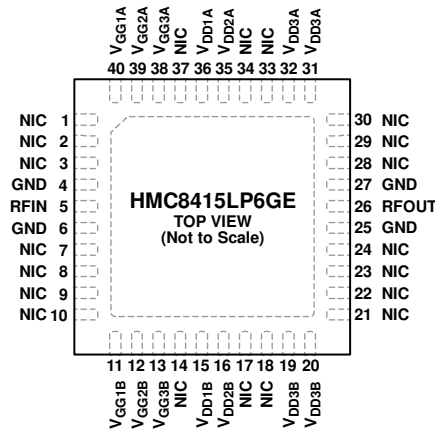 VGG1A VGG2A VGG3A NIC VDD1A VDD2A NIC NIC VDD3A VDD3A
40 39 38 37 36 35 34 33 32 31
NIC 1
NIC 2
NIC 3
GND 4
RFIN 5
GND 6
NIC 7
NIC 8
NIC 9
NIC 10
HMC8415LP6GE
TOP VIEW
(Not to Scale)
30 NIC
29 NIC
28 NIC
27 GND
26 RFOUT
25 GND
24 NIC
23 NIC
22 NIC
21 NIC
11 12 13 14 15 16 17 18 19 20
VGG1B VGG2B VGG3B NIC VDD1B VDD2B NIC NIC VDD3B VDD3B